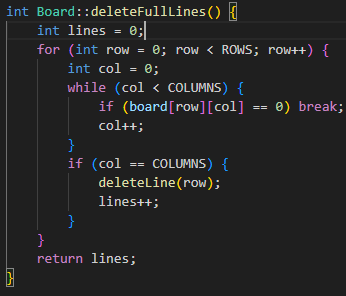 int Board::deleteFullLines() {
    int lines = 0;
    for (int row = 0; row < ROWS; row++) {
        int col = 0;
        while (col < COLUMNS) {
            if (board[row][col] == 0) break;
            col++;
        }
        if (col == COLUMNS) {
            deleteLine(row);
            lines++;
        }
    }
    return lines;
}